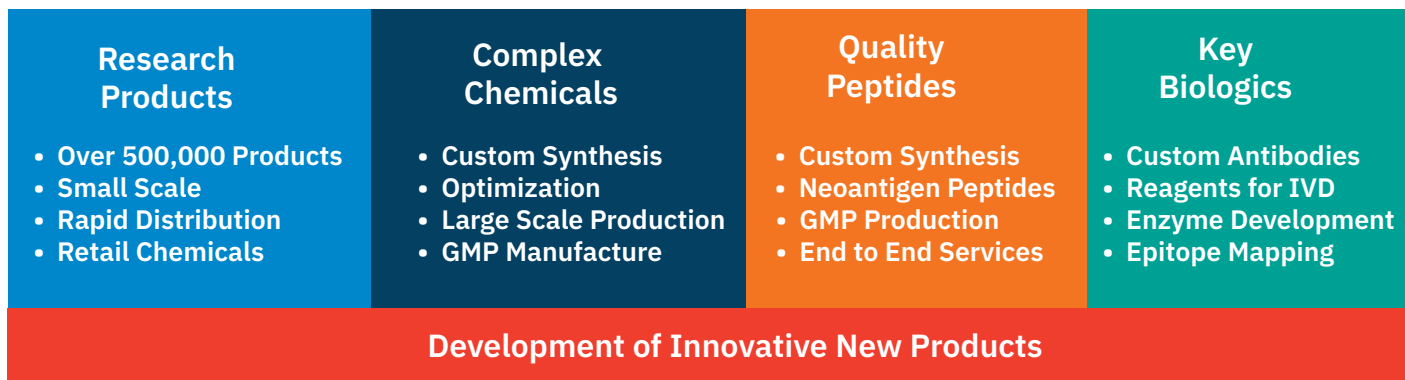 Research
Products
• Over 500,000 Products
• Small Scale
• Rapid Distribution
• Retail Chemicals
Complex
Chemicals
• Custom Synthesis
• Optimization
• Large Scale Production
• GMP Manufacture
Quality
Peptides
• Custom Synthesis
• Neoantigen Peptides
• GMP Production
• End to End Services
Key
Biologics
• Custom Antibodies
• Reagents for IVD
• Enzyme Development
• Epitope Mapping
Development of Innovative New Products